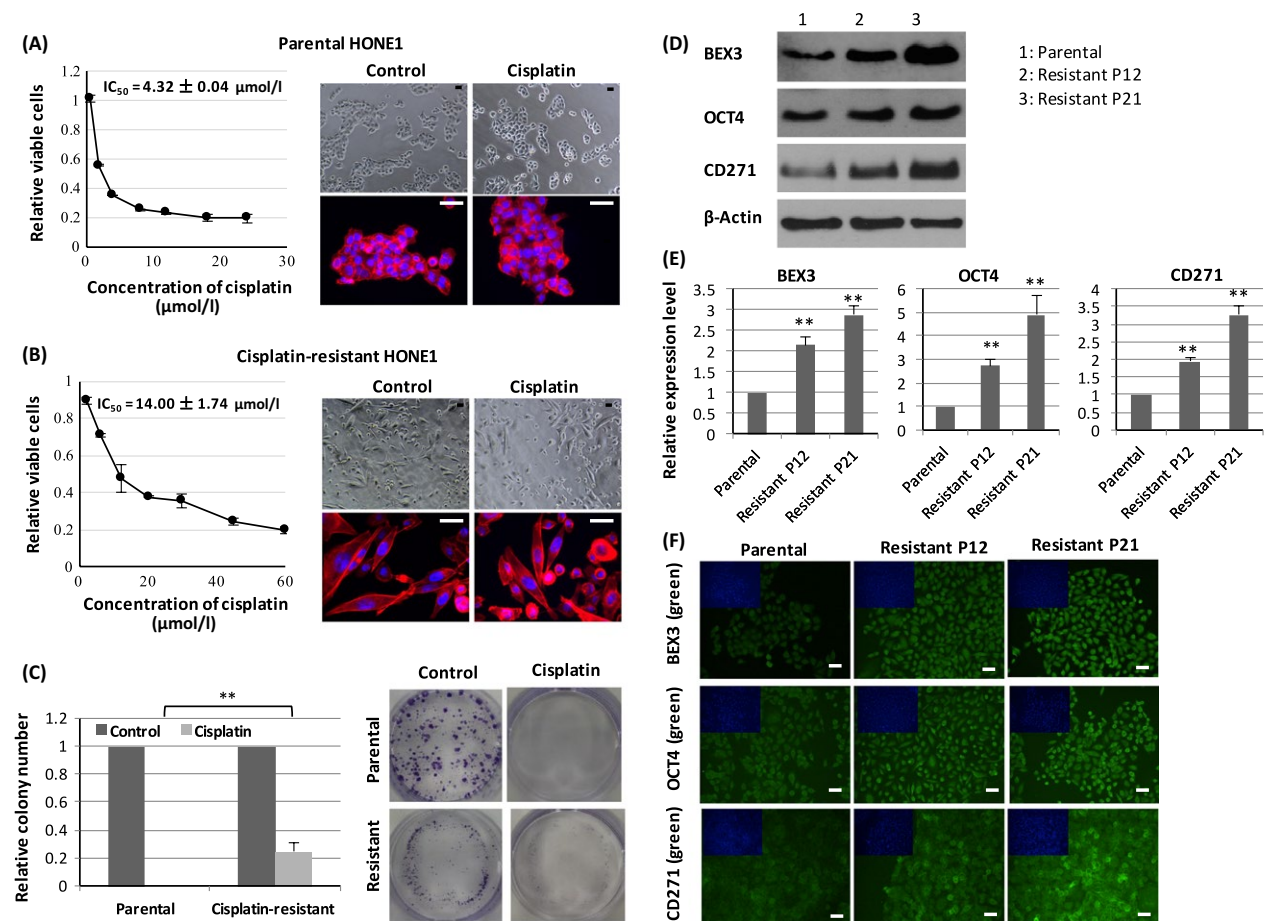 (A)
Parental HONE1
Control
Cisplatin
IC50 = 4.32 ± 0.04 μmol/l
Relative viable cells
1.2
1
0.8
0.6
0.4
0.2
0
0
10
20
30
Concentration of cisplatin
(μmol/l)
(B)
Cisplatin-resistant HONE1
Control
Cisplatin
IC50 = 14.00 ± 1.74 μmol/l
Relative viable cells
1
0.8
0.6
0.4
0.2
0
0
20
40
60
Concentration of cisplatin
(μmol/l)
(C)
**
Control
Cisplatin
Relative colony number
1.2
1
0.8
0.6
0.4
0.2
0
Parental
Cisplatin-resistant
Control
Cisplatin
Parental
Resistant
(D)
1
2
3
BEX3
OCT4
CD271
β-Actin
1: Parental
2: Resistant P12
3: Resistant P21
(E)
Relative expression level
BEX3
3.5
3
2.5
2
1.5
1
0.5
0
**
**
Parental
Resistant P12
Resistant P21
OCT4
6
5
4
3
2
1
0
**
**
Parental
Resistant P12
Resistant P21
CD271
4
3.5
3
2.5
2
1.5
1
0.5
0
**
**
Parental
Resistant P12
Resistant P21
(F)
Parental
Resistant P12
Resistant P21
BEX3 (green)
OCT4 (green)
CD271 (green)